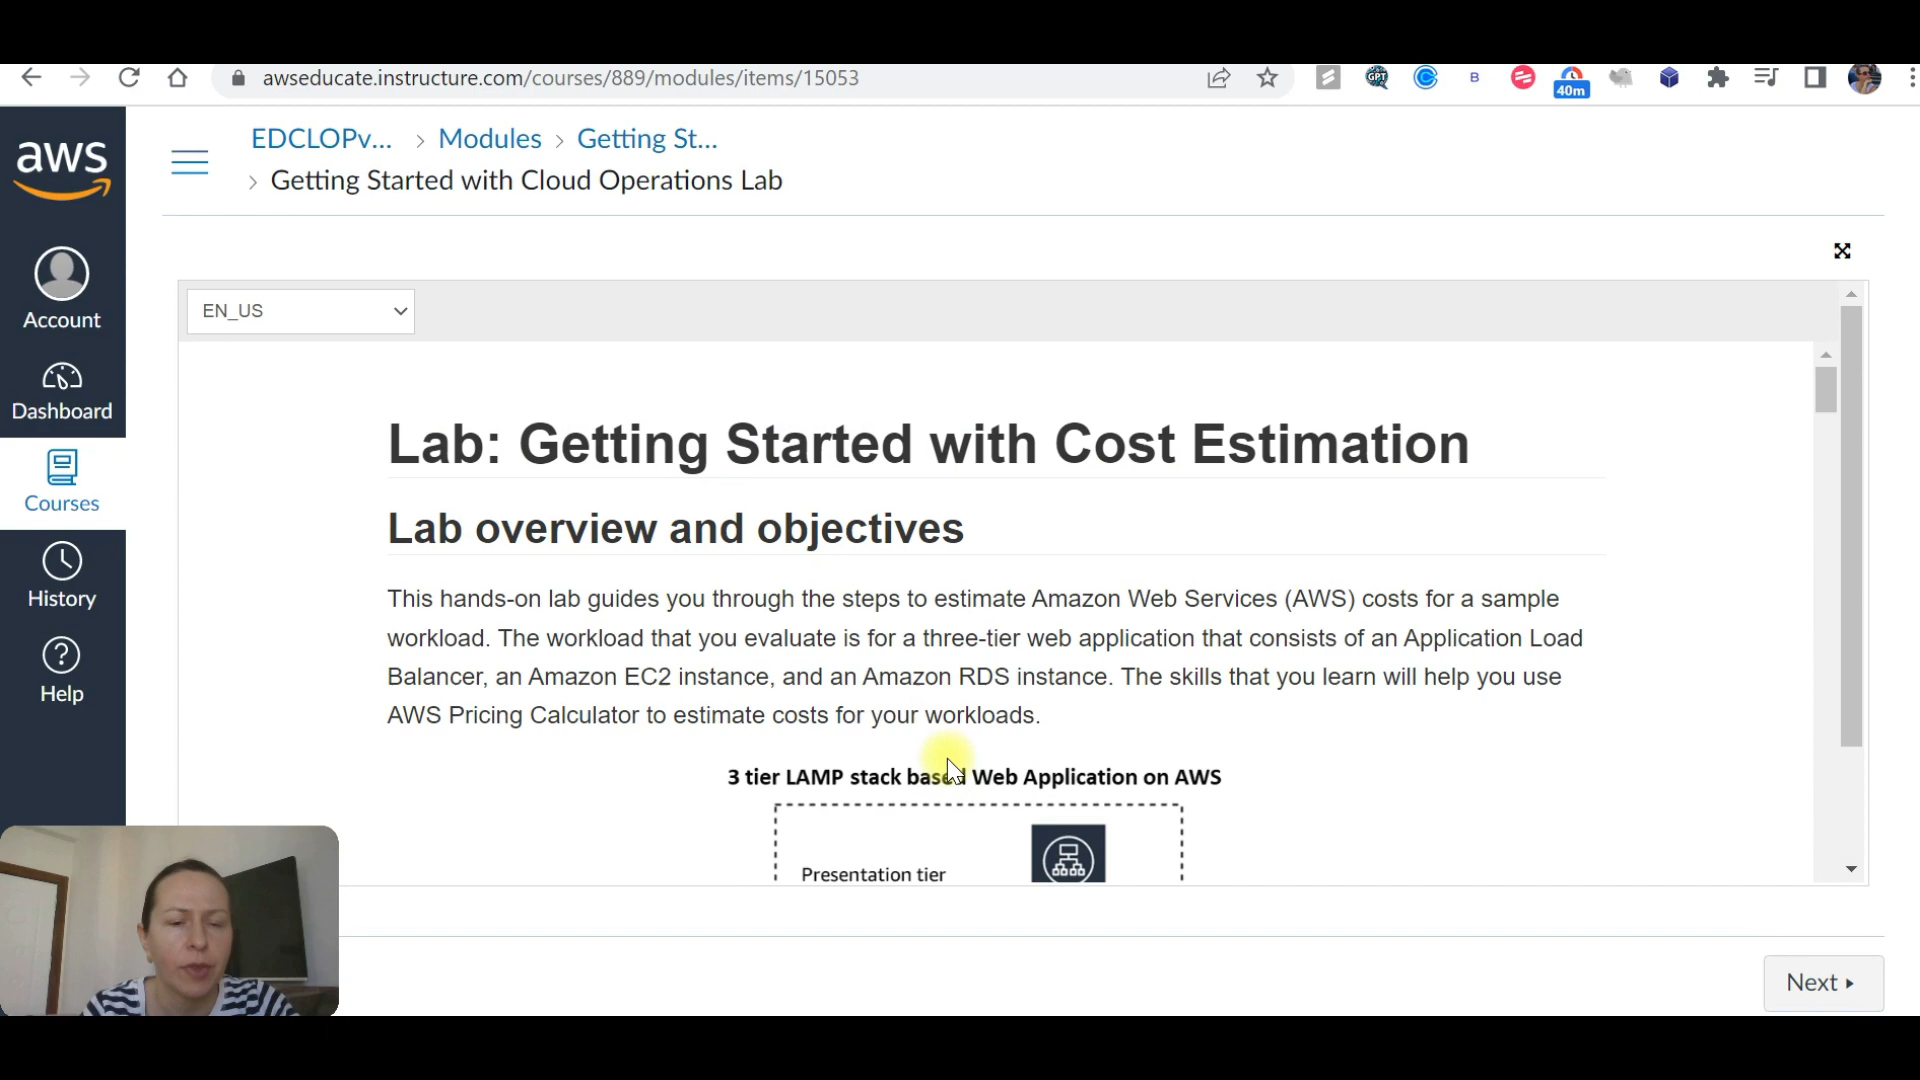 awseducate.instructure.com/courses/889/modules/items/15053
GPT
B
40m
aws
EDCLOPv... > Modules > Getting St...
> Getting Started with Cloud Operations Lab
Account
Dashboard
Courses
History
Help
EN_US
Lab: Getting Started with Cost Estimation
Lab overview and objectives
This hands-on lab guides you through the steps to estimate Amazon Web Services (AWS) costs for a sample
workload. The workload that you evaluate is for a three-tier web application that consists of an Application Load
Balancer, an Amazon EC2 instance, and an Amazon RDS instance. The skills that you learn will help you use
AWS Pricing Calculator to estimate costs for your workloads.
3 tier LAMP stack based Web Application on AWS
Presentation tier
Next